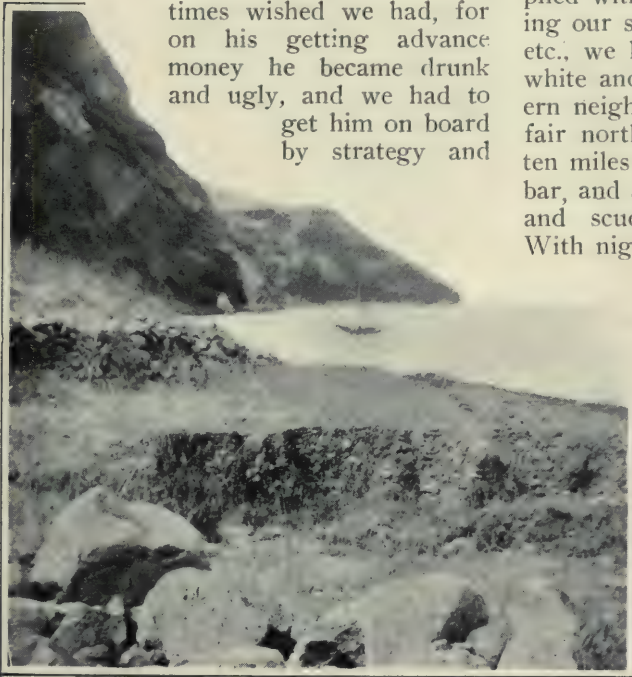 times wished we had, for
on his getting advance
money he became drunk
and ugly, and we had to
get him on board
by strategy and
ing our s
etc., we
white and
ern neigh
fair nort
ten miles
bar, and
and scu
With nig